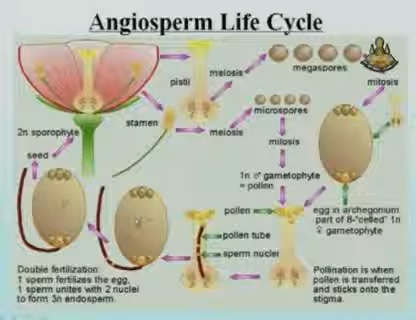 Angiosperm Life Cycle
pistil
meiosis
megaspores
mitosis
stamen
meiosis
microspores
2n sporophyte
seed
mitosis
1n ♂ gametophyte
= pollen
1n
pollen
egg in archegonium
part of 8-"celled" 1n
♀ gametophyte
pollen tube
sperm nuclei
Double fertilization:
1 sperm fertilizes the egg,
1 sperm unites with 2 nuclei
to form 3n endosperm.
Pollination is when
pollen is transferred
and sticks onto the
stigma.